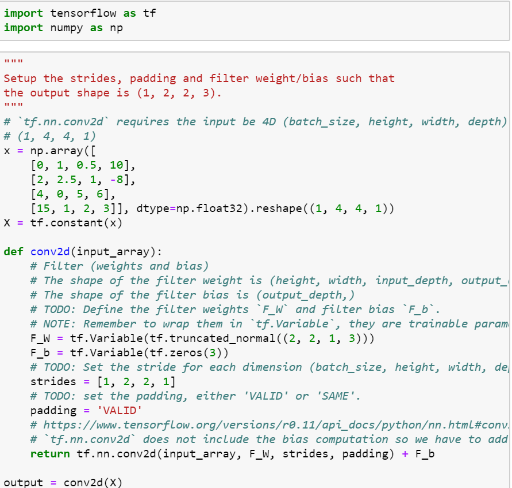 import tensorflow as tf
import numpy as np
"""
Setup the strides, padding and filter weight/bias such that
the output shape is (1, 2, 2, 3).
"""
# `tf.nn.conv2d` requires the input be 4D (batch_size, height, width, depth)
# (1, 4, 4, 1)
x = np.array([
    [0, 1, 0.5, 10],
    [2, 2.5, 1, -8],
    [4, 0, 5, 6],
    [15, 1, 2, 3]], dtype=np.float32).reshape((1, 4, 4, 1))
X = tf.constant(x)
def conv2d(input_array):
    # Filter (weights and bias)
    # The shape of the filter weight is (height, width, input_depth, output_
    # The shape of the filter bias is (output_depth,)
    # TODO: Define the filter weights `F_W` and filter bias `F_b`.
    # NOTE: Remember to wrap them in `tf.Variable`, they are trainable param
    F_W = tf.Variable(tf.truncated_normal((2, 2, 1, 3)))
    F_b = tf.Variable(tf.zeros(3))
    # TODO: Set the stride for each dimension (batch_size, height, width, de
    strides = [1, 2, 2, 1]
    # TODO: set the padding, either 'VALID' or 'SAME'.
    padding = 'VALID'
    # https://www.tensorflow.org/versions/r0.11/api_docs/python/nn.html#conv
    # `tf.nn.conv2d` does not include the bias computation so we have to add
    return tf.nn.conv2d(input_array, F_W, strides, padding) + F_b
output = conv2d(X)